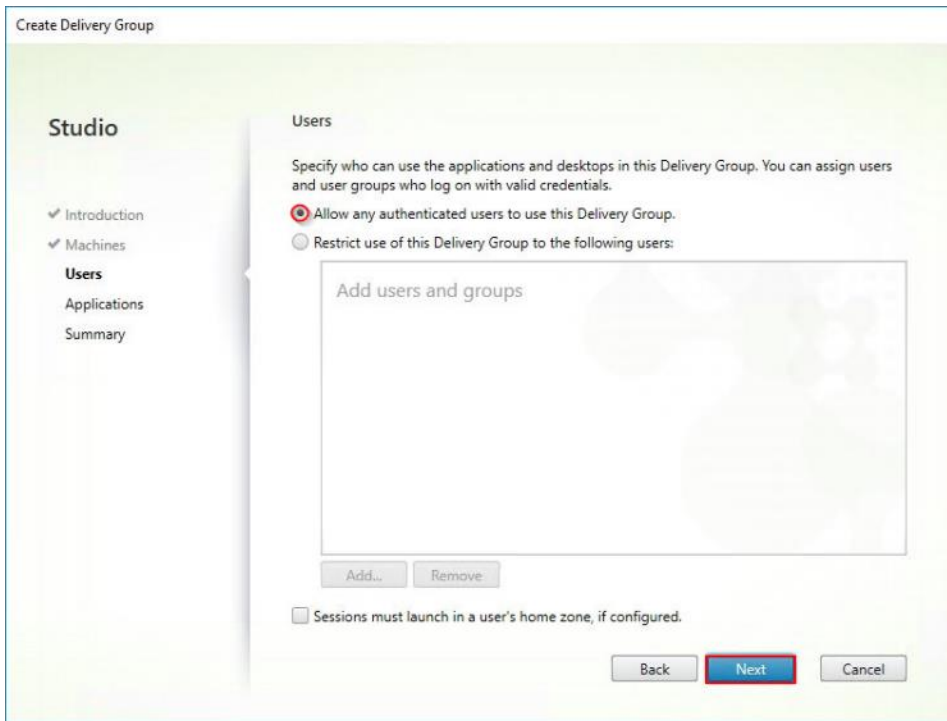 Create Delivery Group
Studio
Introduction
Machines
Users
Applications
Summary
Users
Specify who can use the applications and desktops in this Delivery Group. You can assign users
and user groups who log on with valid credentials.
Allow any authenticated users to use this Delivery Group.
Restrict use of this Delivery Group to the following users:
Add users and groups
Add...
Remove
Sessions must launch in a user's home zone, if configured.
Back
Next
Cancel